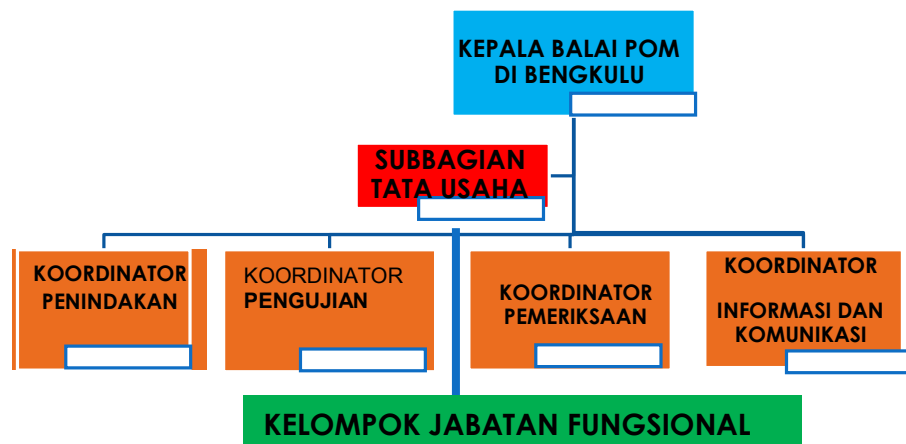 KEPALA BALAI POM
DI BENGKULU
SUBBAGIAN
TATA USAHA
KOORDINATOR
PENINDAKAN
KOORDINATOR
PENGUJIAN
KOORDINATOR
PEMERIKSAAN
KOORDINATOR
INFORMASI DAN
KOMUNIKASI
KELOMPOK JABATAN FUNGSIONAL